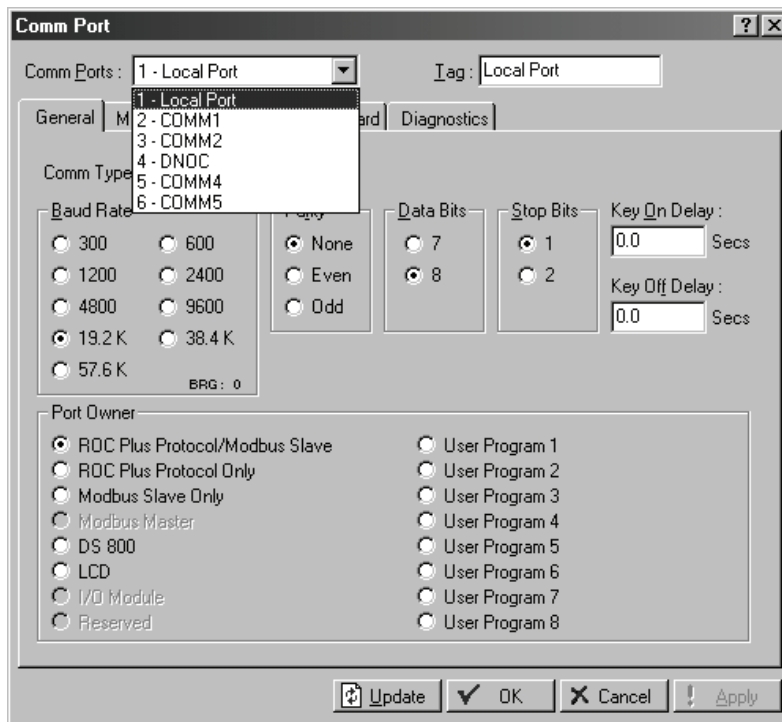 Comm Port
Comm Ports : 1 - Local Port
Tag : Local Port
1 - Local Port
2 - COMM1
3 - COMM2
4 - DNOC
5 - COMM4
6 - COMM5
General M ard Diagnostics
Comm Type
Baud Rate
300 600
1200 2400
4800 9600
19.2 K 38.4 K
57.6 K
BRG: 0
Parity
None
Even
Odd
Data Bits
7
8
Stop Bits
1
2
Key On Delay :
0.0 Secs
Key Off Delay :
0.0 Secs
Port Owner
ROC Plus Protocol/Modbus Slave
ROC Plus Protocol Only
Modbus Slave Only
Modbus Master
DS 800
LCD
I/O Module
Reserved
User Program 1
User Program 2
User Program 3
User Program 4
User Program 5
User Program 6
User Program 7
User Program 8
Update OK Cancel Apply